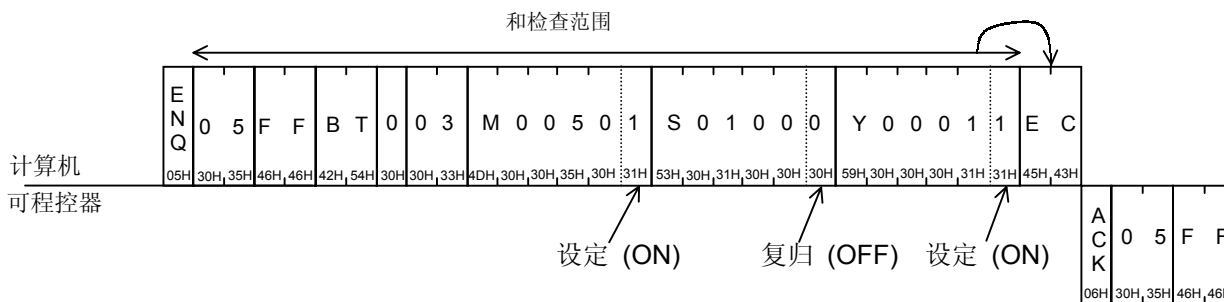 和检查范围
ENQ 0 5 F F B T 0 0 3 M 0 0 5 0 1 S 0 1 0 0 0 Y 0 0 0 1 1 E C
05H 30H 35H 46H 46H 42H 54H 30H 30H 33H 4DH 30H 30H 35H 30H 31H 53H 30H 31H 30H 30H 30H 59H 30H 30H 30H 31H 31H 45H 43H
计算机
可程控器
设定 (ON) 复归 (OFF) 设定 (ON)
ACK 0 5 F F
06H 30H 35H 46H 46H